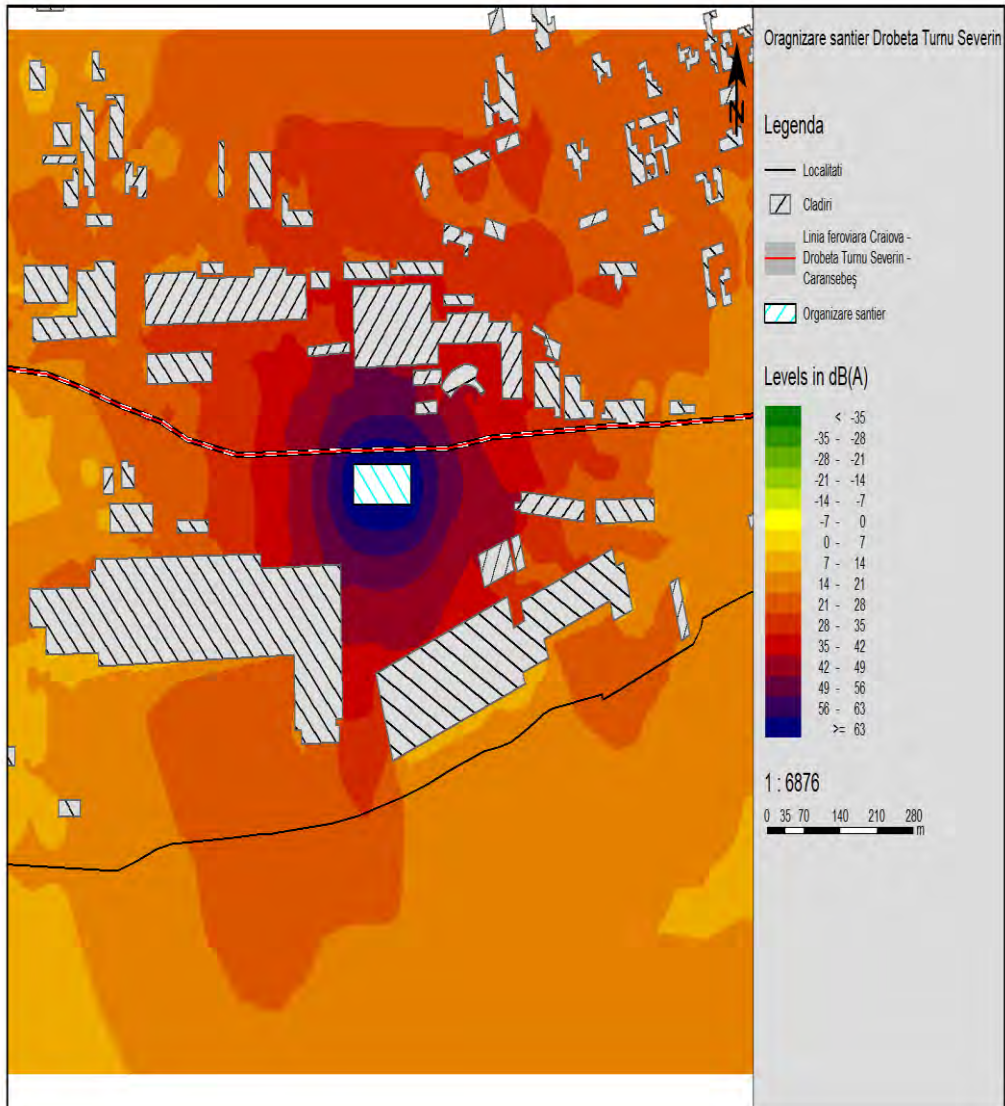 Oragnizare santier Drobeta Turnu Severin
N
Legenda
Localitati
Cladiri
Linia feroviara Craiova -
Drobeta Turnu Severin -
Caransebeş
Organizare santier
Levels in dB(A)
< -35
-35 - -28
-28 - -21
-21 - -14
-14 - -7
-7 - 0
0 - 7
7 - 14
14 - 21
21 - 28
28 - 35
35 - 42
42 - 49
49 - 56
56 - 63
>= 63
1 : 6876
0 35 70 140 210 280
m